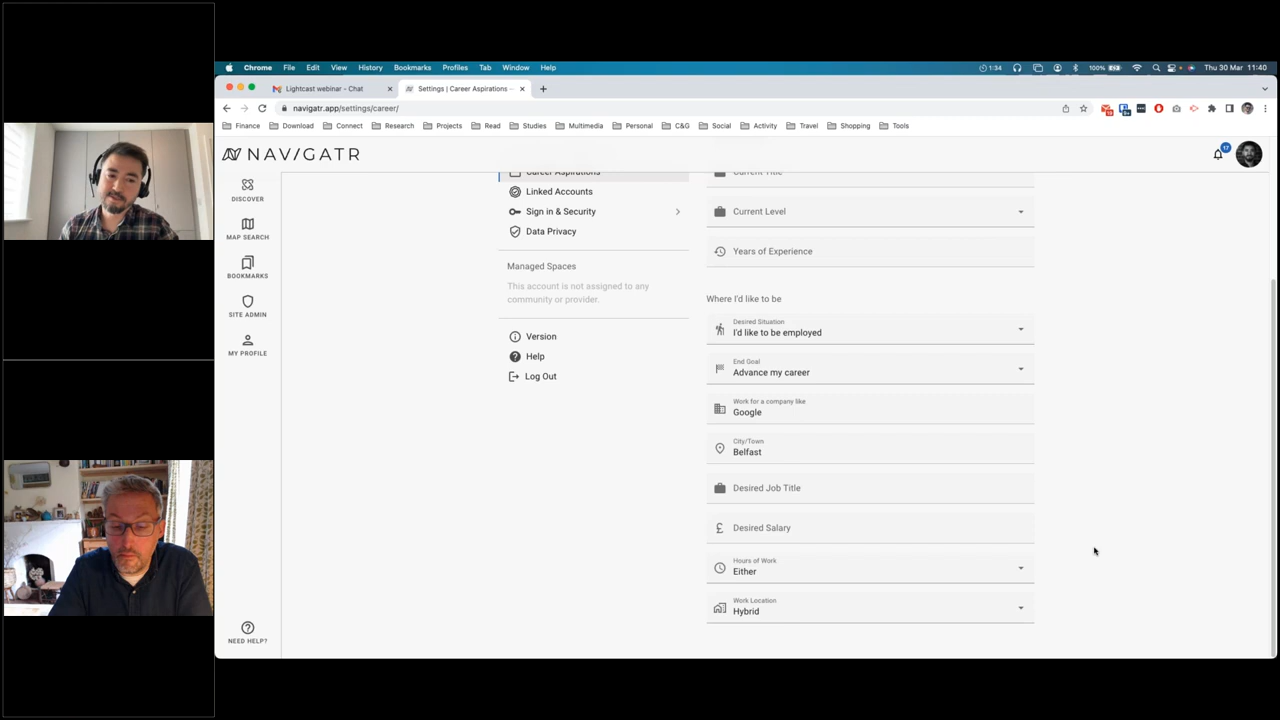 Chrome File Edit View History Bookmarks Profiles Tab Window Help 1:34 100% Thu 30 Mar 11:40
Lightcast webinar - Chat Settings | Career Aspirations
navigatr.app/settings/career/
Finance Download Connect Research Projects Read Studies Multimedia Personal C&G Social Activity Travel Shopping Tools
NAVIGATR
17
DISCOVER
MAP SEARCH
BOOKMARKS
SITE ADMIN
MY PROFILE
NEED HELP?
Career Aspirations
Linked Accounts
Sign in & Security
Data Privacy
Managed Spaces
This account is not assigned to any
community or provider.
Version
Help
Log Out
Current Title
Current Level
Years of Experience
Where I'd like to be
Desired Situation
I'd like to be employed
End Goal
Advance my career
Work for a company like
Google
City/Town
Belfast
Desired Job Title
£ Desired Salary
Hours of Work
Either
Work Location
Hybrid